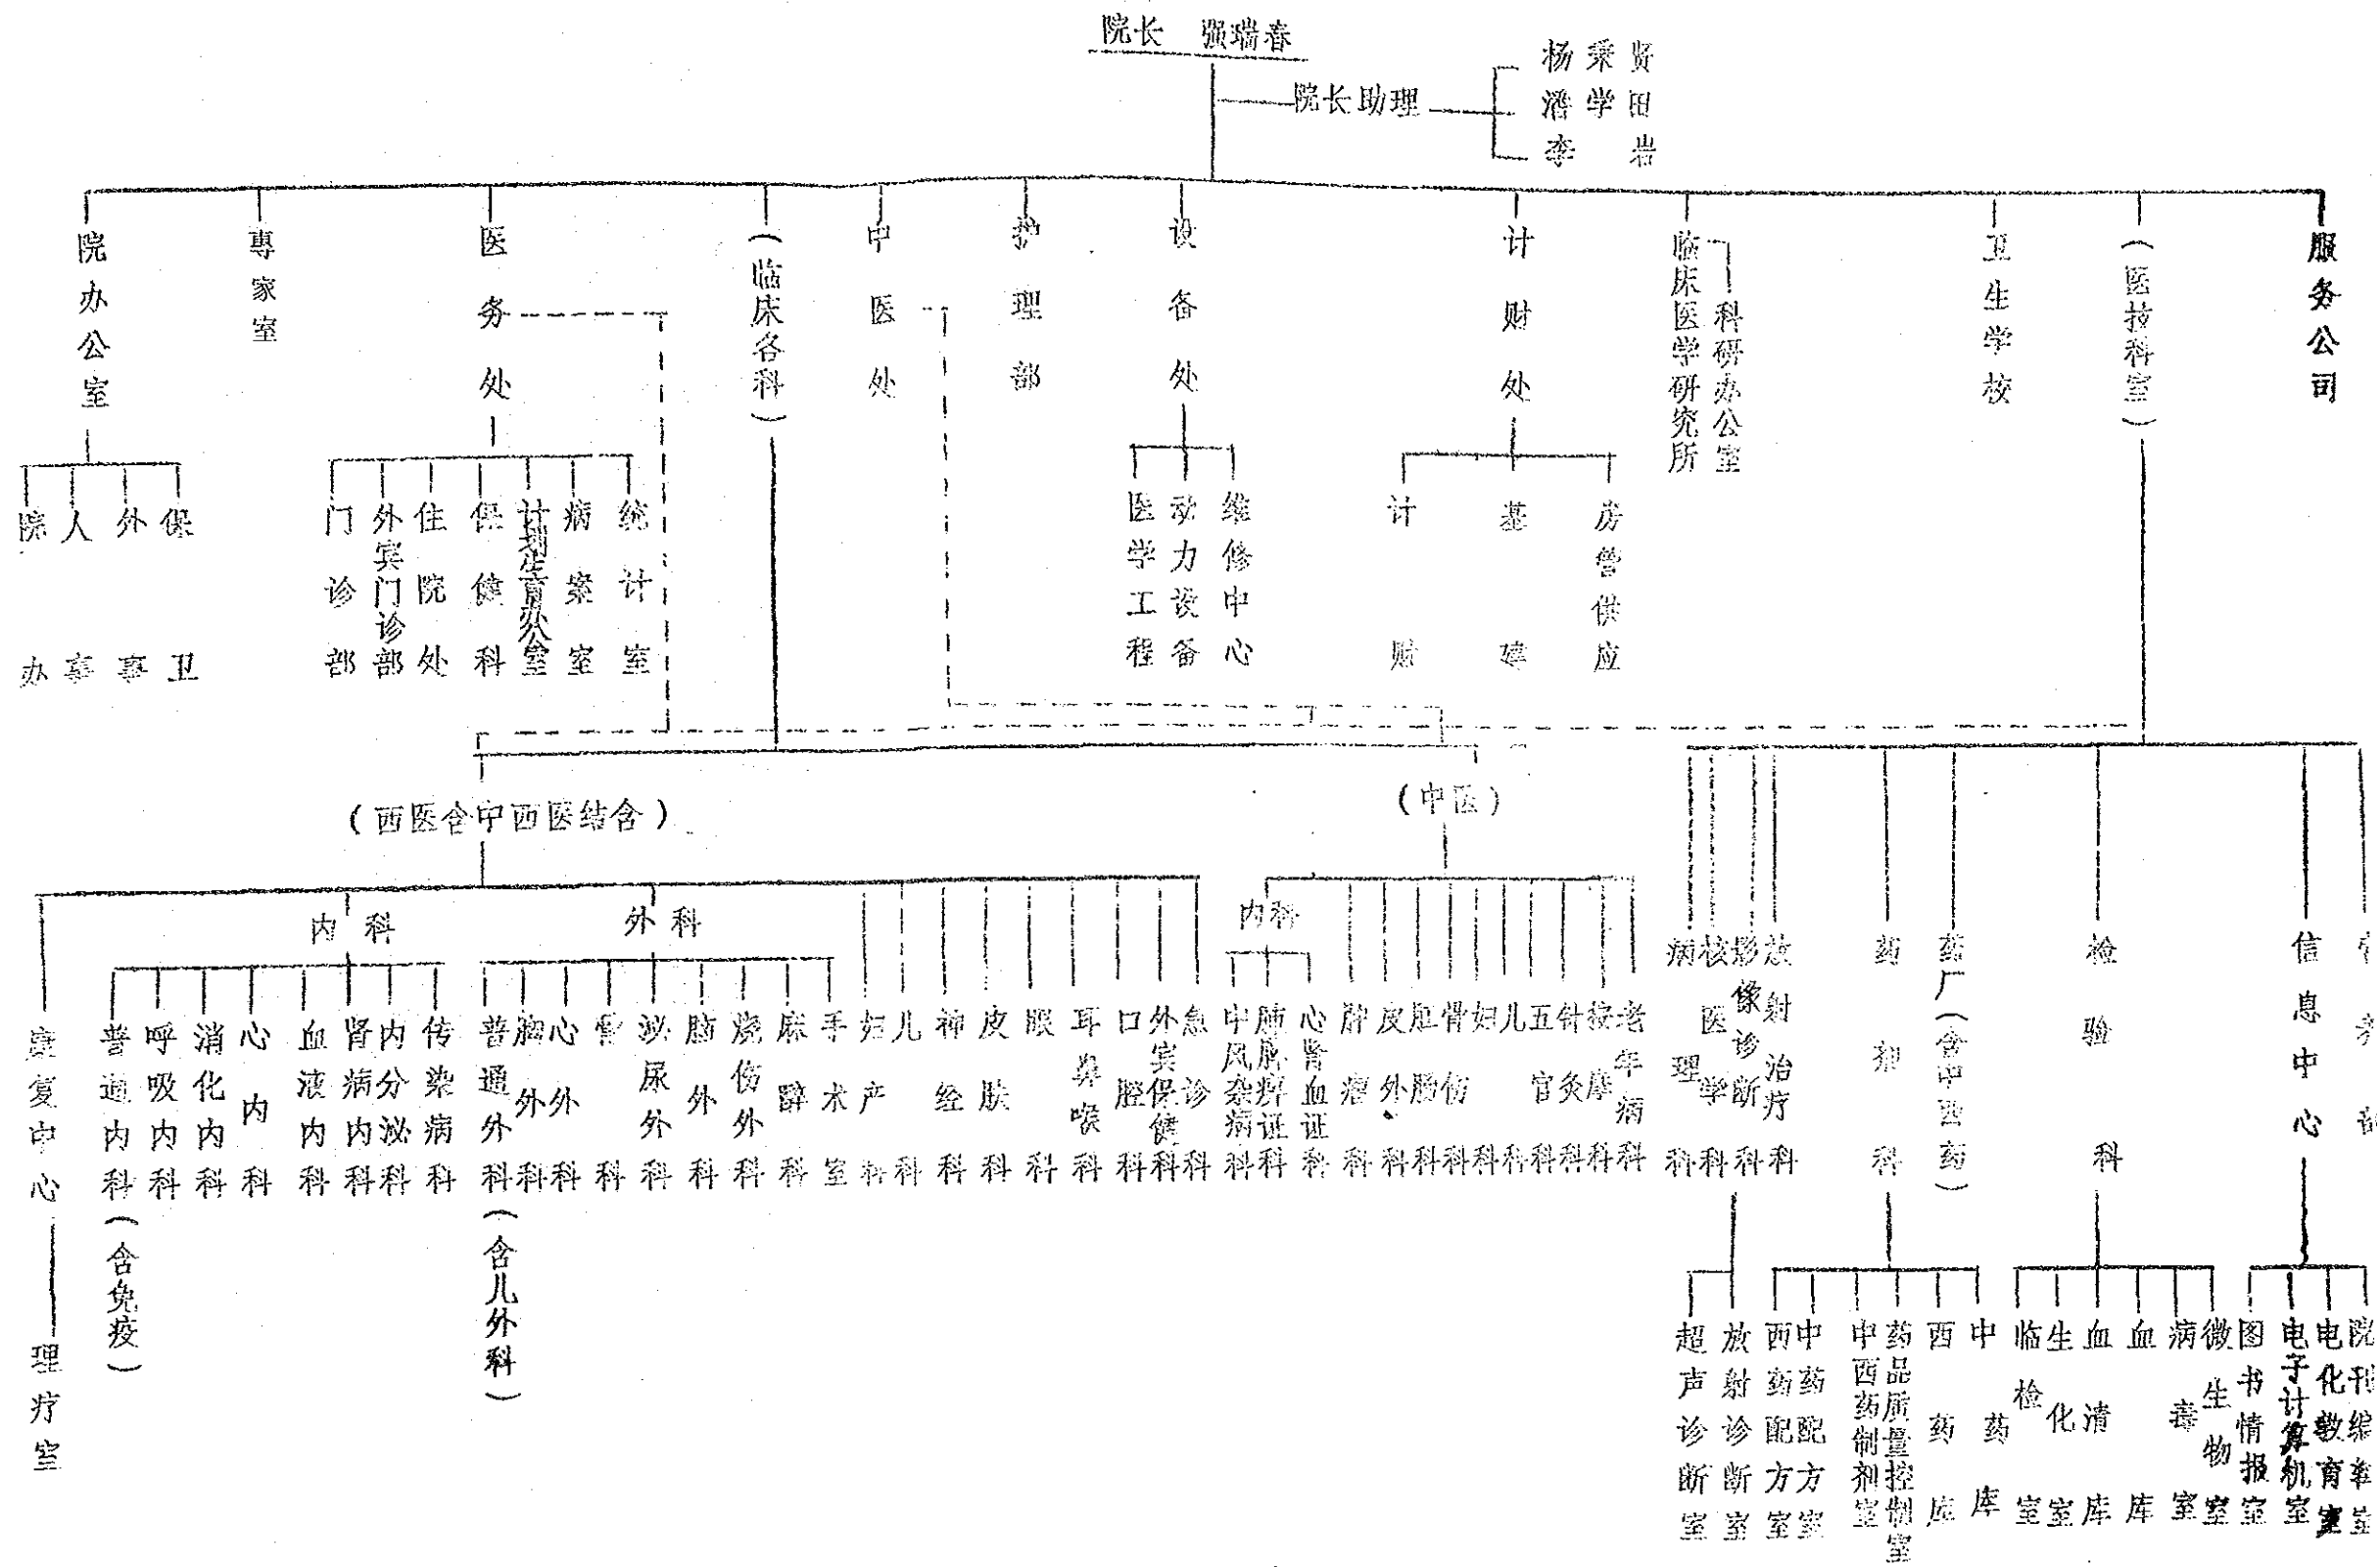 院长 强瑞春
院长助理
杨秉贤
潘学田
李岩
院办公室
專家室
医务处
(临床各科)
中医处
护理部
设备处
计财处
临床医学研究所
科研办公室
卫生学校
(医技科室)
服务公司
院办
人事
外事
保卫
门诊部
外宾门诊部
住院处
保健科
计划生育办公室
病案室
统计室
医学工程
动力设备
维修中心
计财
基建
房管供应
(西医含中西医结合)
(中医)
康复中心
内科
外科
内科
普通内科(含免疫)
呼吸内科
消化内科
心内科
血液内科
肾病内科
内分泌科
传染病科
普通外科(含儿外科)
胸外科
心外科
骨科
泌尿外科
脑外科
烧伤外科
麻醉科
手术室
妇产科
儿科
神经科
皮肤科
眼科
耳鼻喉科
口腔科
外宾保健科
急诊科
中风杂病科
肺脾痹证科
心肾血证科
肿瘤科
皮外科
肛肠科
骨伤科
妇科
儿科
五官科
针灸科
按摩科
老年病科
病理科
核医学科
影像诊断科
放射治疗科
药剂科
药厂(含中西药)
检验科
信息中心
营养部
理疗室
超声诊断室
放射诊断室
西药配方室
中药配方室
中西药制剂室
药品质量控制室
西药库
中药库
临检室
生化室
血清库
血库
病毒室
微生物室
图书情报室
电子计算机室
电化教育室
院刊编辑室